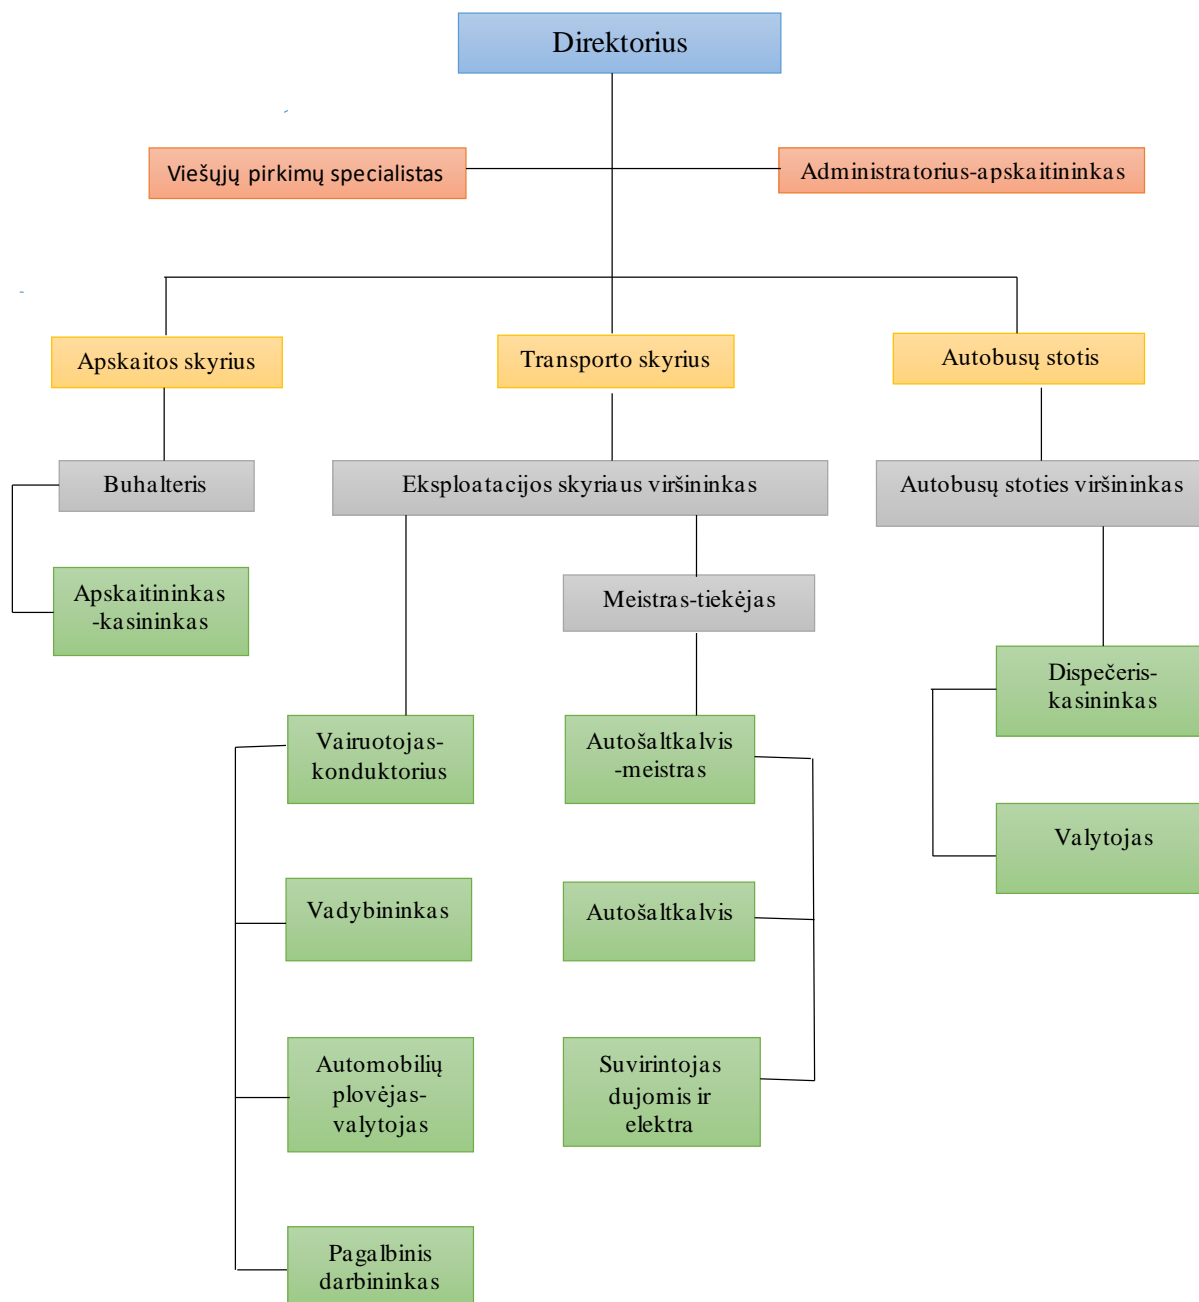 Direktorius
Viešųjų pirkimų specialistas
Administratorius-apskaitininkas
Apskaitos skyrius
Transporto skyrius
Autobusų stotis
Buhalteris
Eksploatacijos skyriaus viršininkas
Autobusų stoties viršininkas
Apskaitininkas
-kasininkas
Meistras-tiekėjas
Dispečeris-
kasininkas
Vairuotojas-
konduktorius
Autošaltkalvis
-meistras
Valytojas
Vadybininkas
Autošaltkalvis
Automobilių
plovėjas-
valytojas
Suvirintojas
dujomis ir
elektra
Pagalbinis
darbininkas